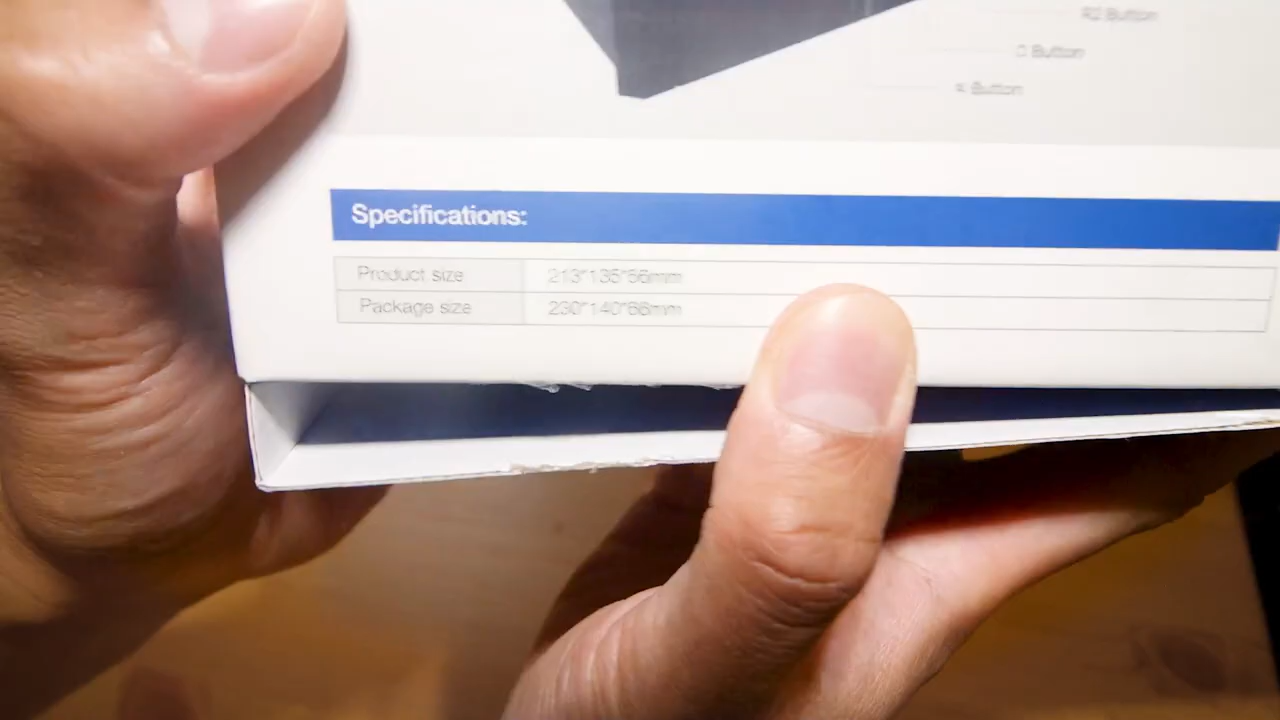 R2 Button
Button
Button
Specifications:
Product size 213*135*56mm
Package size 230*140*66mm